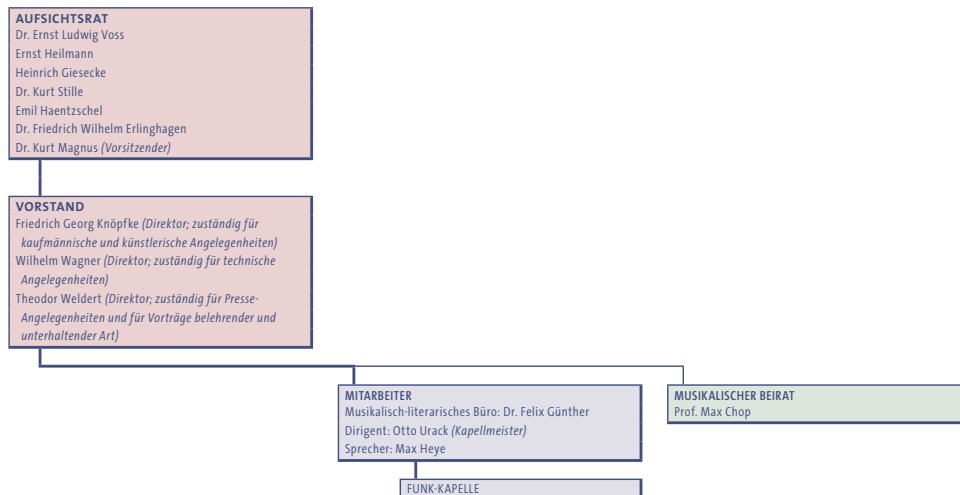 AUFSICHTSRAT
Dr. Ernst Ludwig Voss
Ernst Heilmann
Heinrich Giesecke
Dr. Kurt Stille
Emil Haentzschel
Dr. Friedrich Wilhelm Erlinghagen
Dr. Kurt Magnus (Vorsitzender)
VORSTAND
Friedrich Georg Knöpfke (Direktor; zuständig für
kaufmännische und künstlerische Angelegenheiten)
Wilhelm Wagner (Direktor; zuständig für technische
Angelegenheiten)
Theodor Weldert (Direktor; zuständig für Presse-
Angelegenheiten und für Vorträge belehrender und
unterhaltender Art)
MITARBEITER
Musikalisch-literarisches Büro: Dr. Felix Günther
Dirigent: Otto Urack (Kapellmeister)
Sprecher: Max Heye
MUSIKALISCHER BEIRAT
Prof. Max Chop
FUNK-KAPELLE